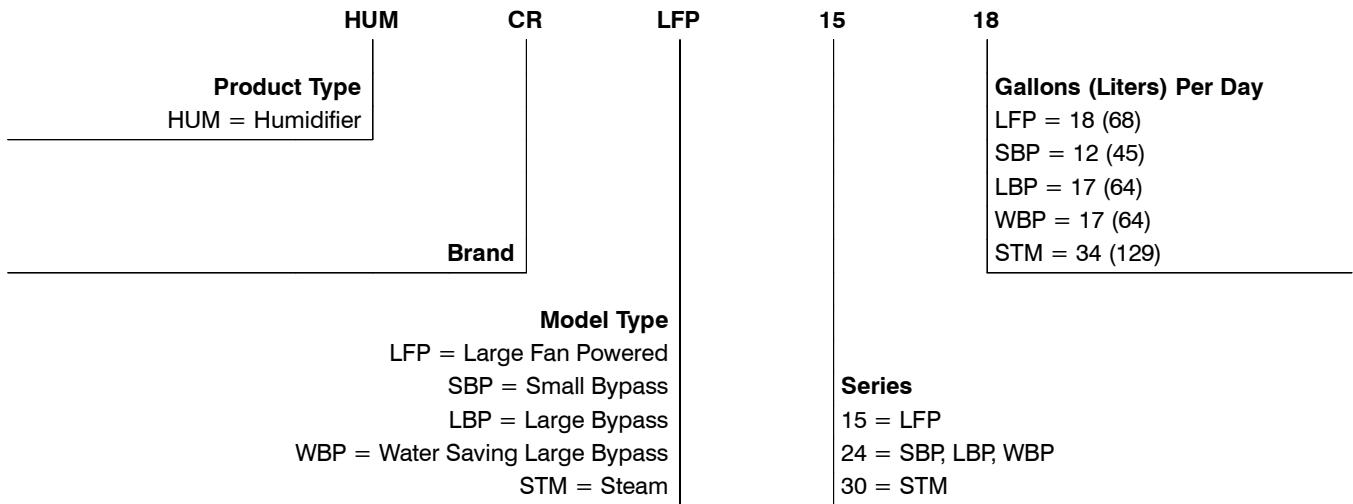 HUM CR LFP 15 18
Product Type
HUM = Humidifier
Brand
Model Type
LFP = Large Fan Powered
SBP = Small Bypass
LBP = Large Bypass
WBP = Water Saving Large Bypass
STM = Steam
Series
15 = LFP
24 = SBP, LBP, WBP
30 = STM
Gallons (Liters) Per Day
LFP = 18 (68)
SBP = 12 (45)
LBP = 17 (64)
WBP = 17 (64)
STM = 34 (129)